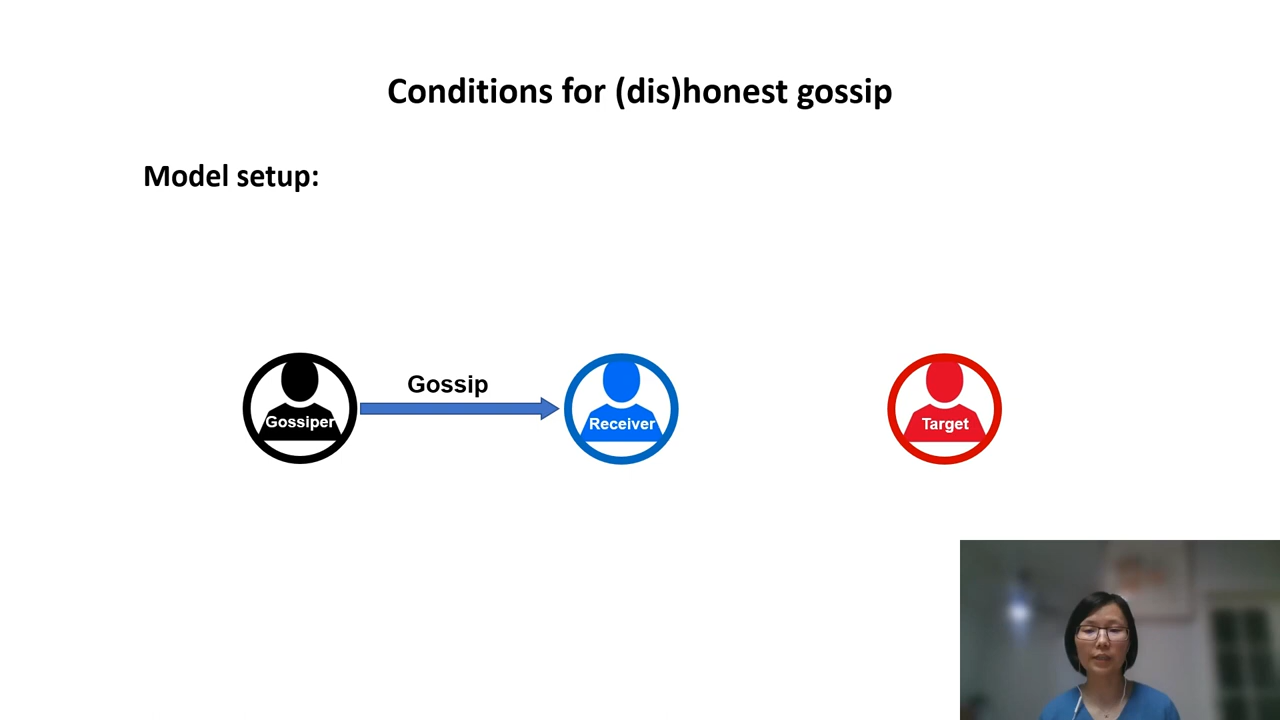 Conditions for (dis)honest gossip
Model setup:
Gossip
Gossiper
Receiver
Target